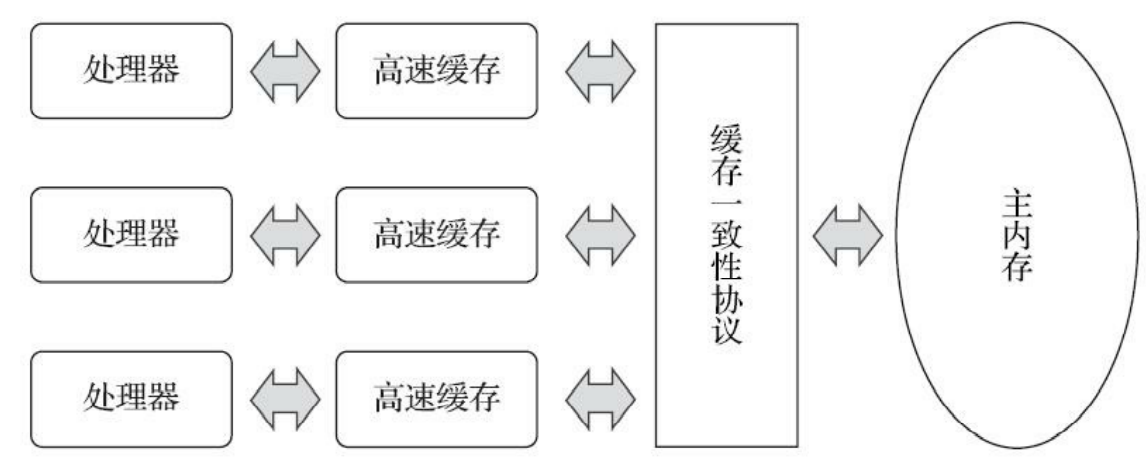 处理器
高速缓存
处理器
高速缓存
处理器
高速缓存
缓存一致性协议
主内存